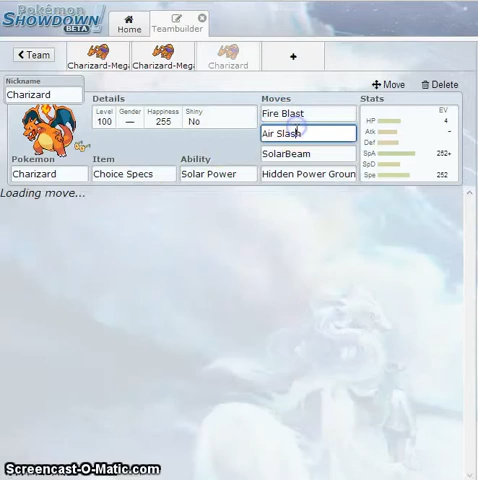 Pokémon
SHOWDOWN
BETA
Home
Teambuilder
< Team
Charizard-Mega
Charizard-Mega
Charizard
+
Move
Delete
Nickname
Charizard
Details
Level
100
Gender
—
Happiness
255
Shiny
No
Moves
Fire Blast
Air Slash
SolarBeam
Hidden Power Groun
Stats
EV
HP 4
Atk -
Def
SpA 252+
SpD
Spe 252
Pokemon
Charizard
Item
Choice Specs
Ability
Solar Power
Loading move...
Screencast-O-Matic.com